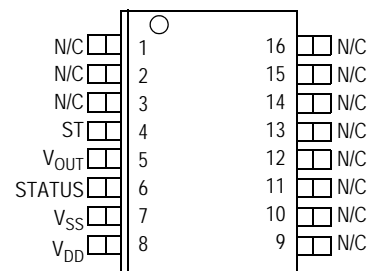 N/C 1 16 N/C
N/C 2 15 N/C
N/C 3 14 N/C
ST 4 13 N/C
VOUT 5 12 N/C
STATUS 6 11 N/C
VSS 7 10 N/C
VDD 8 9 N/C